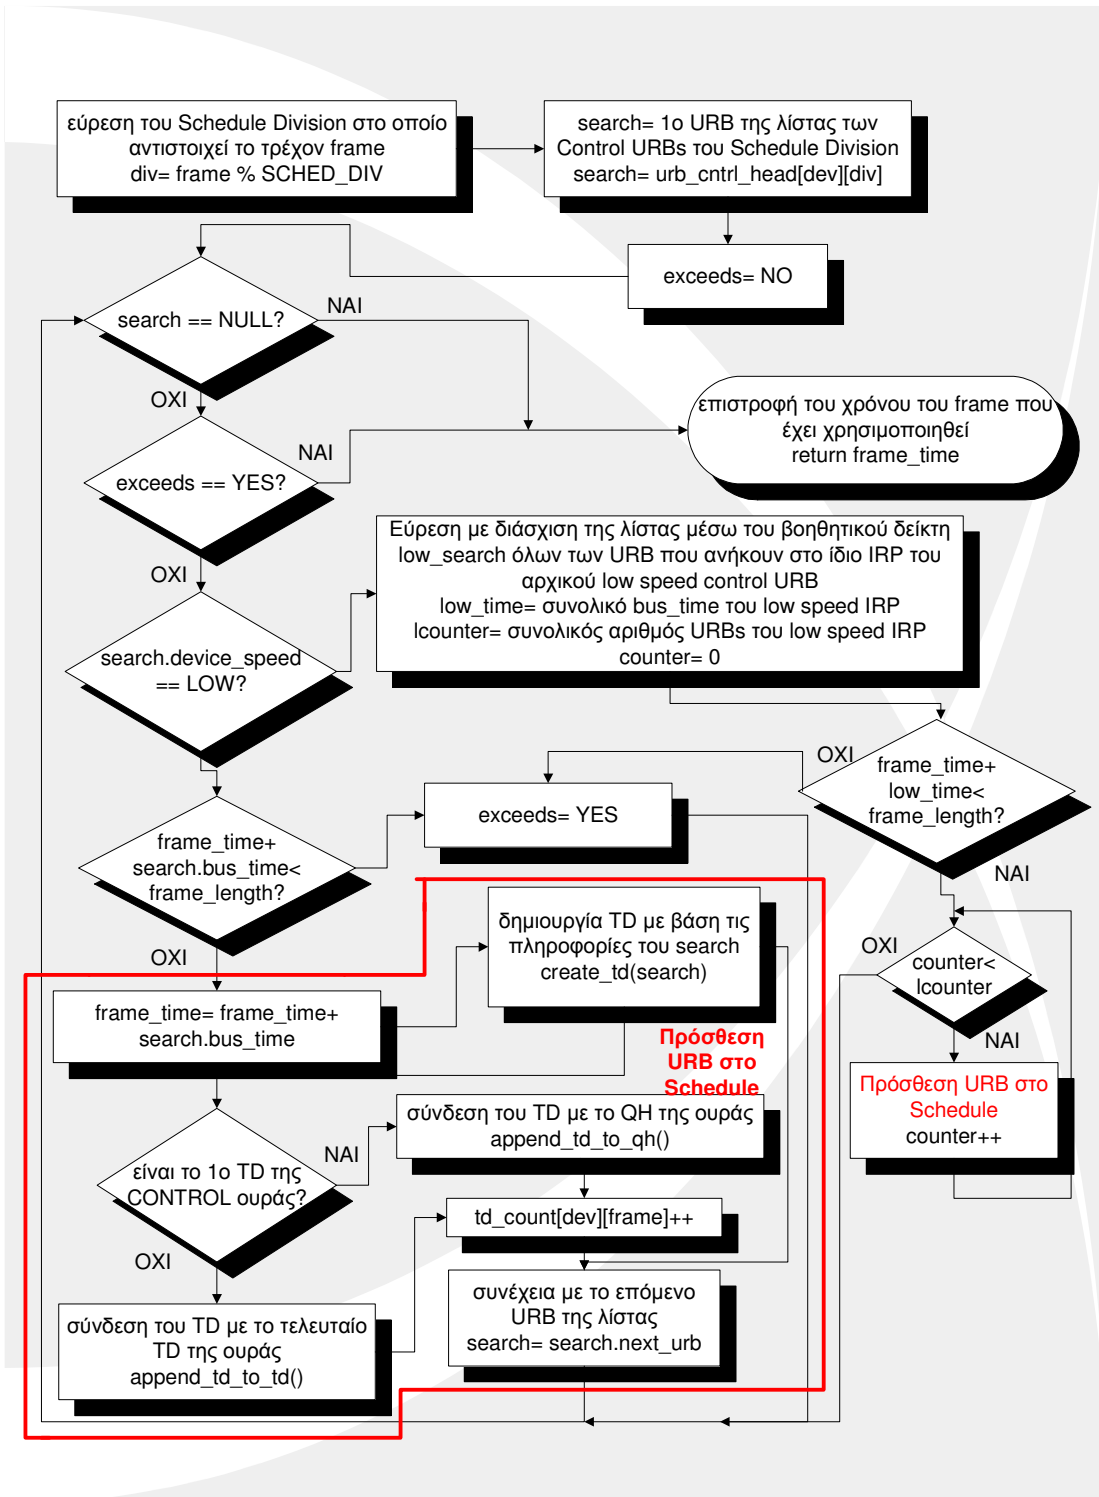 εύρεση του Schedule Division στο οποίο
αντιστοιχεί το τρέχον frame
div= frame % SCHED_DIV
search= 1ο URB της λίστας των
Control URBs του Schedule Division
search= urb_cntrl_head[dev][div]
exceeds= NO
search == NULL?
ΝΑΙ
ΟΧΙ
επιστροφή του χρόνου του frame που
έχει χρησιμοποιηθεί
return frame_time
exceeds == YES?
ΝΑΙ
ΟΧΙ
Εύρεση με διάσχιση της λίστας μέσω του βοηθητικού δείκτη
low_search όλων των URB που ανήκουν στο ίδιο IRP του
αρχικού low speed control URB
low_time= συνολικό bus_time του low speed IRP
lcounter= συνολικός αριθμός URBs του low speed IRP
counter= 0
search.device_speed
== LOW?
frame_time+
low_time<
frame_length?
ΟΧΙ
ΝΑΙ
exceeds= YES
frame_time+
search.bus_time<
frame_length?
ΟΧΙ
δημιουργία TD με βάση τις
πληροφορίες του search
create_td(search)
counter<
lcounter
ΟΧΙ
ΝΑΙ
frame_time= frame_time+
search.bus_time
Πρόσθεση
URB στο
Schedule
Πρόσθεση URB στο
Schedule
counter++
σύνδεση του TD με το QH της ουράς
append_td_to_qh()
είναι το 1ο TD της
CONTROL ουράς?
ΝΑΙ
ΟΧΙ
td_count[dev][frame]++
συνέχεια με το επόμενο
URB της λίστας
search= search.next_urb
σύνδεση του TD με το τελευταίο
TD της ουράς
append_td_to_td()